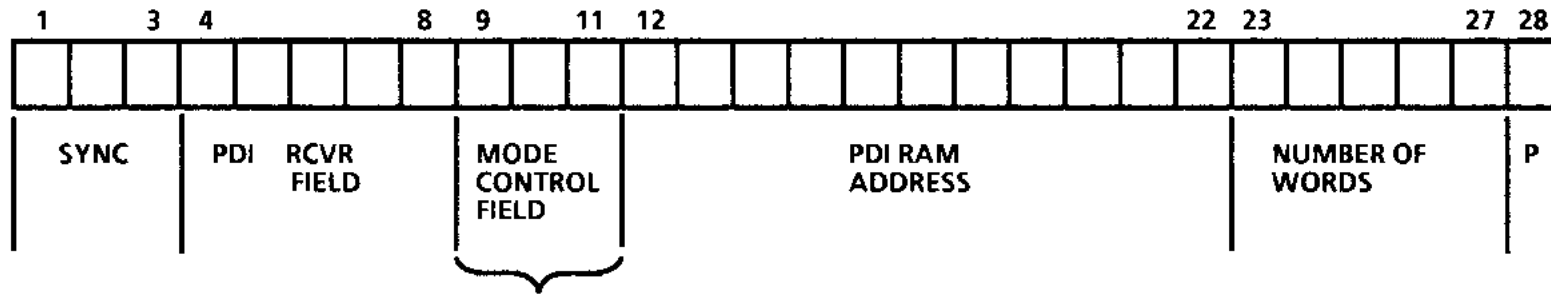 1 3 4 8 9 11 12 22 23 27 28
SYNC PDI RCVR MODE PDI RAM NUMBER OF P
FIELD CONTROL ADDRESS WORDS
FIELD